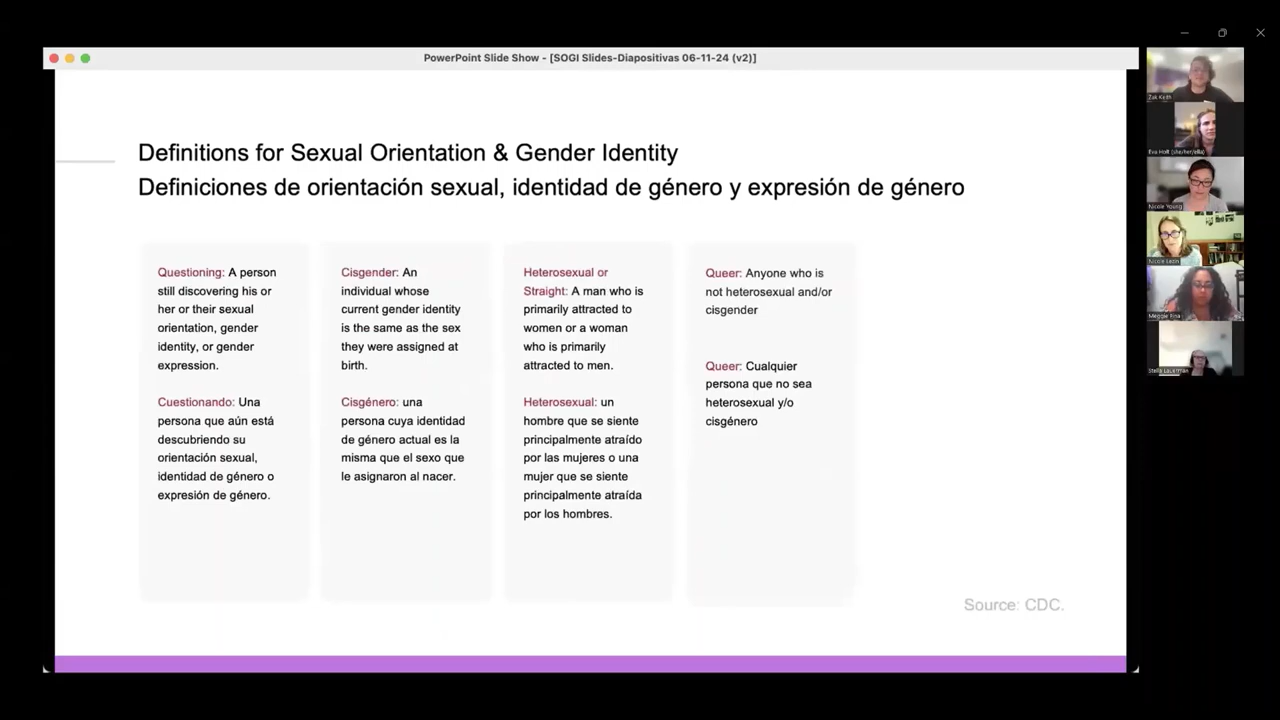 PowerPoint Slide Show - [SOGI Slides-Diapositivas 06-11-24 (v2)]
Definitions for Sexual Orientation & Gender Identity
Definiciones de orientación sexual, identidad de género y expresión de género
Questioning: A person
still discovering his or
her or their sexual
orientation, gender
identity, or gender
expression.
Cuestionando: Una
persona que aún está
descubriendo su
orientación sexual,
identidad de género o
expresión de género.
Cisgender: An
individual whose
current gender identity
is the same as the sex
they were assigned at
birth.
Cisgénero: una
persona cuya identidad
de género actual es la
misma que el sexo que
le asignaron al nacer.
Heterosexual or
Straight: A man who is
primarily attracted to
women or a woman
who is primarily
attracted to men.
Heterosexual: un
hombre que se siente
principalmente atraído
por las mujeres o una
mujer que se siente
principalmente atraída
por los hombres.
Queer: Anyone who is
not heterosexual and/or
cisgender
Queer: Cualquier
persona que no sea
heterosexual y/o
cisgénero
Source: CDC.
Zak Keith
Eva Holt (she/her/ella)
Nicole Young
Nicole Lezin
Stella